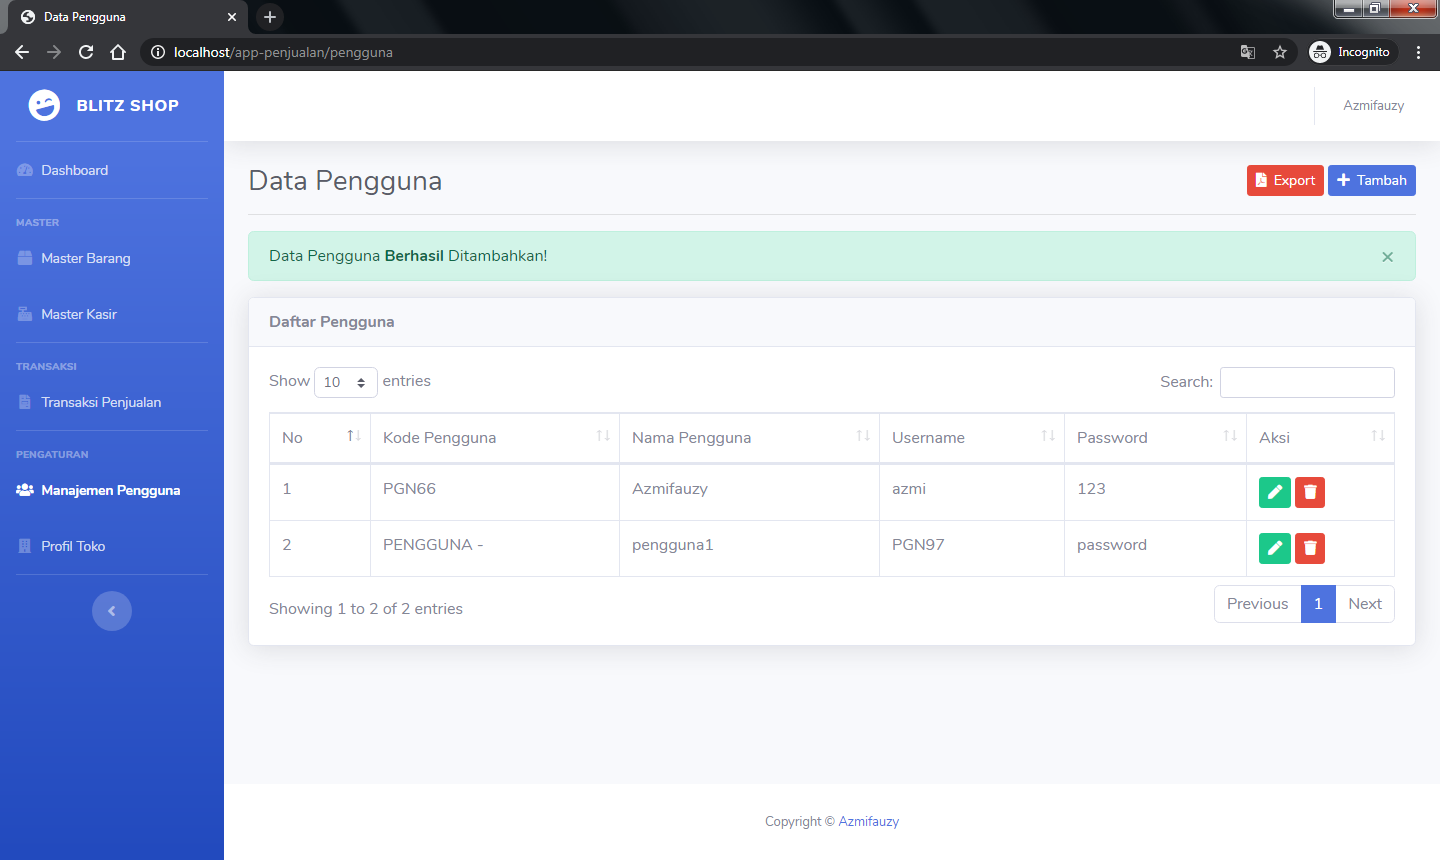 Data Pengguna
localhost/app-penjualan/pengguna
Incognito
BLITZ SHOP
Azmifauzy
Dashboard
MASTER
Master Barang
Master Kasir
TRANSAKSI
Transaksi Penjualan
PENGATURAN
Manajemen Pengguna
Profil Toko
Data Pengguna
Export
Tambah
Data Pengguna Berhasil Ditambahkan!
Daftar Pengguna
Show 10 entries
Search:
No Kode Pengguna Nama Pengguna Username Password Aksi
1 PGN66 Azmifauzy azmi 123
2 PENGGUNA - pengguna1 PGN97 password
Showing 1 to 2 of 2 entries
Previous 1 Next
Copyright © Azmifauzy